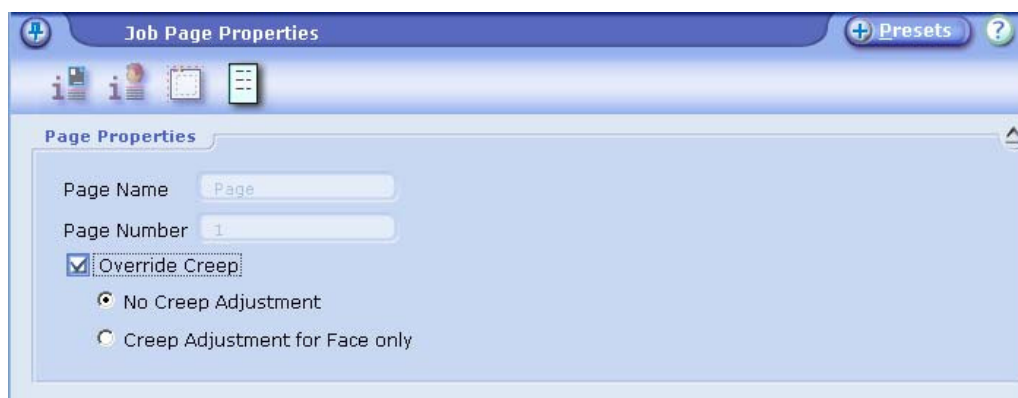 Job Page Properties
Presets
?
Page Properties
Page Name Page
Page Number 1
Override Creep
No Creep Adjustment
Creep Adjustment for Face only